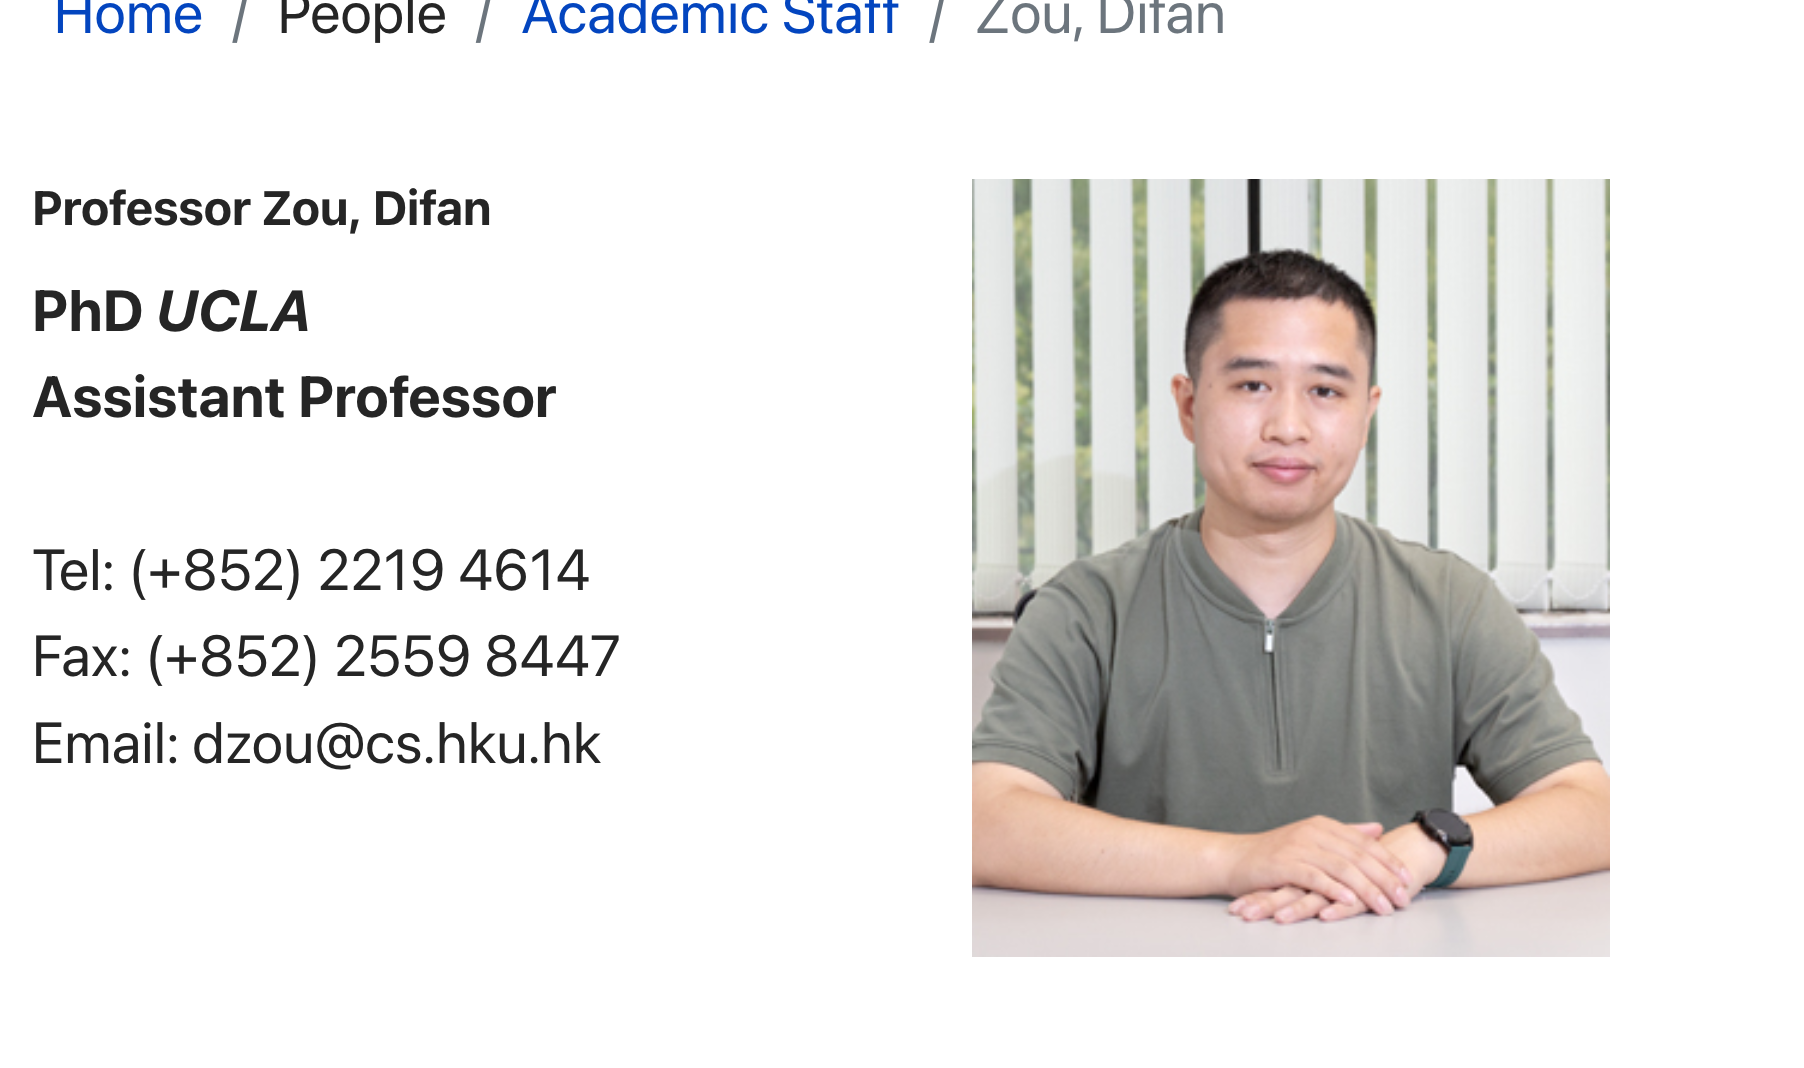 Home / People / Academic Staff / Zou, Difan
Professor Zou, Difan
PhD UCLA
Assistant Professor
Tel: (+852) 2219 4614
Fax: (+852) 2559 8447
Email: dzou@cs.hku.hk